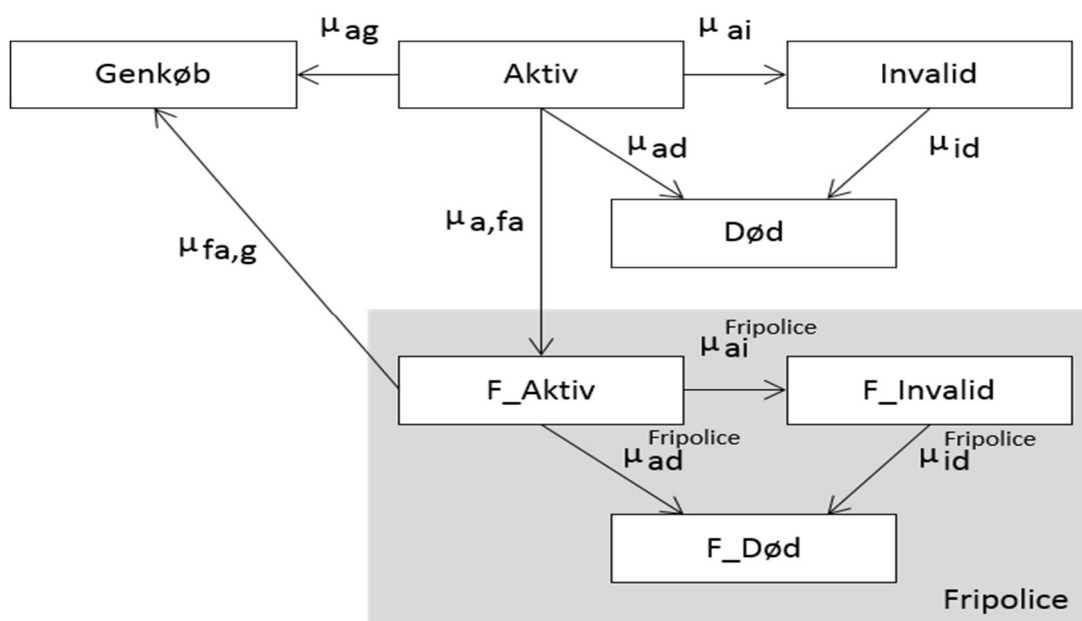 μ ag
μ ai
Genkøb
Aktiv
Invalid
μ ad
μ id
μ a,fa
Død
μ fa,g
μ ai Fripolice
F_Aktiv
F_Invalid
μ ad Fripolice
μ id Fripolice
F_Død
Fripolice